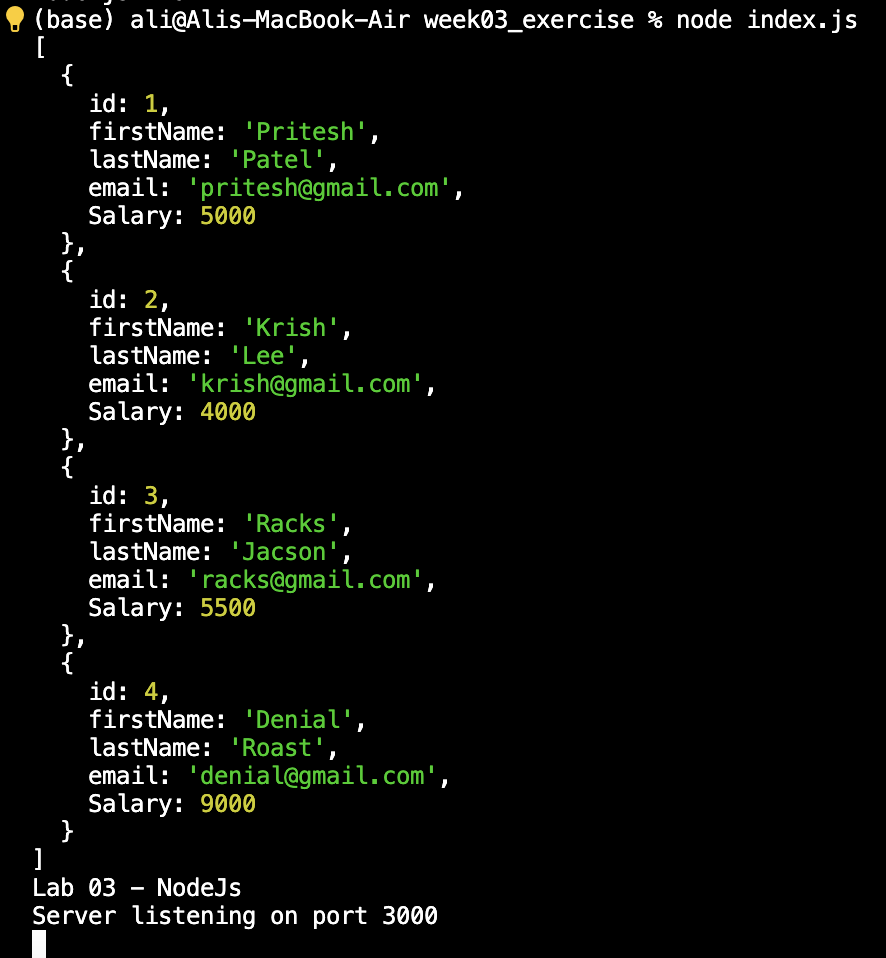 (base) ali@Alis-MacBook-Air week03_exercise % node index.js
[
  {
    id: 1,
    firstName: 'Pritesh',
    lastName: 'Patel',
    email: 'pritesh@gmail.com',
    Salary: 5000
  },
  {
    id: 2,
    firstName: 'Krish',
    lastName: 'Lee',
    email: 'krish@gmail.com',
    Salary: 4000
  },
  {
    id: 3,
    firstName: 'Racks',
    lastName: 'Jacson',
    email: 'racks@gmail.com',
    Salary: 5500
  },
  {
    id: 4,
    firstName: 'Denial',
    lastName: 'Roast',
    email: 'denial@gmail.com',
    Salary: 9000
  }
]
Lab 03 - NodeJs
Server listening on port 3000